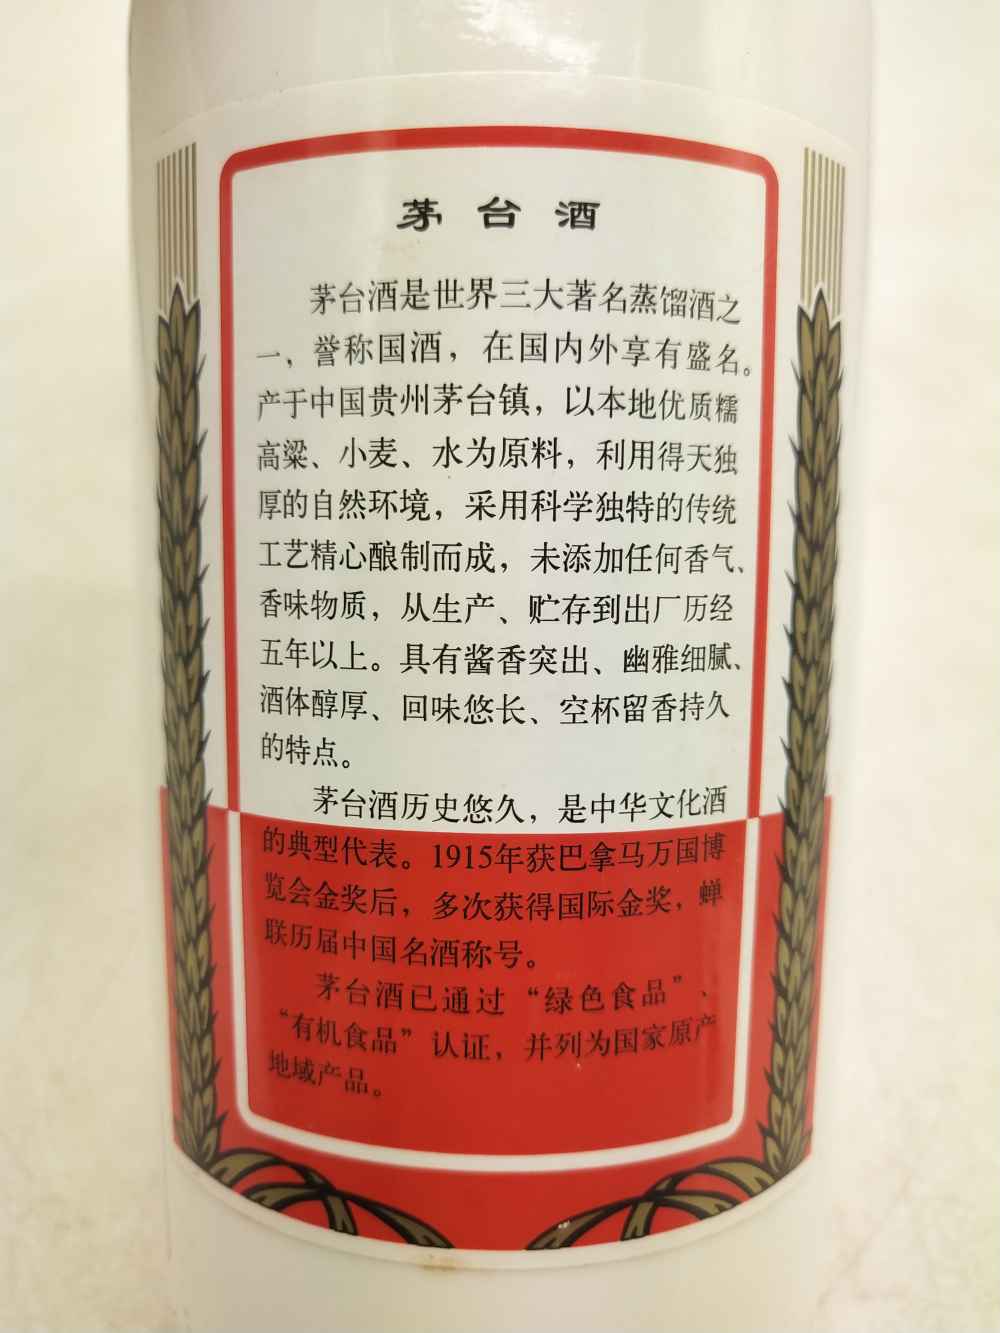 茅台酒
茅台酒是世界三大著名蒸馏酒之
一，誉称国酒，在国内外享有盛名。
产于中国贵州茅台镇，以本地优质糯
高粱、小麦、水为原料，利用得天独
厚的自然环境，采用科学独特的传统
工艺精心酿制而成，未添加任何香气、
香味物质，从生产、贮存到出厂历经
五年以上。具有酱香突出、幽雅细腻、
酒体醇厚、回味悠长、空杯留香持久
的特点。
茅台酒历史悠久，是中华文化酒
的典型代表。1915年获巴拿马万国博
览会金奖后，多次获得国际金奖，蝉
联历届中国名酒称号。
茅台酒已通过“绿色食品”、
“有机食品”认证，并列为国家原产
地域产品。